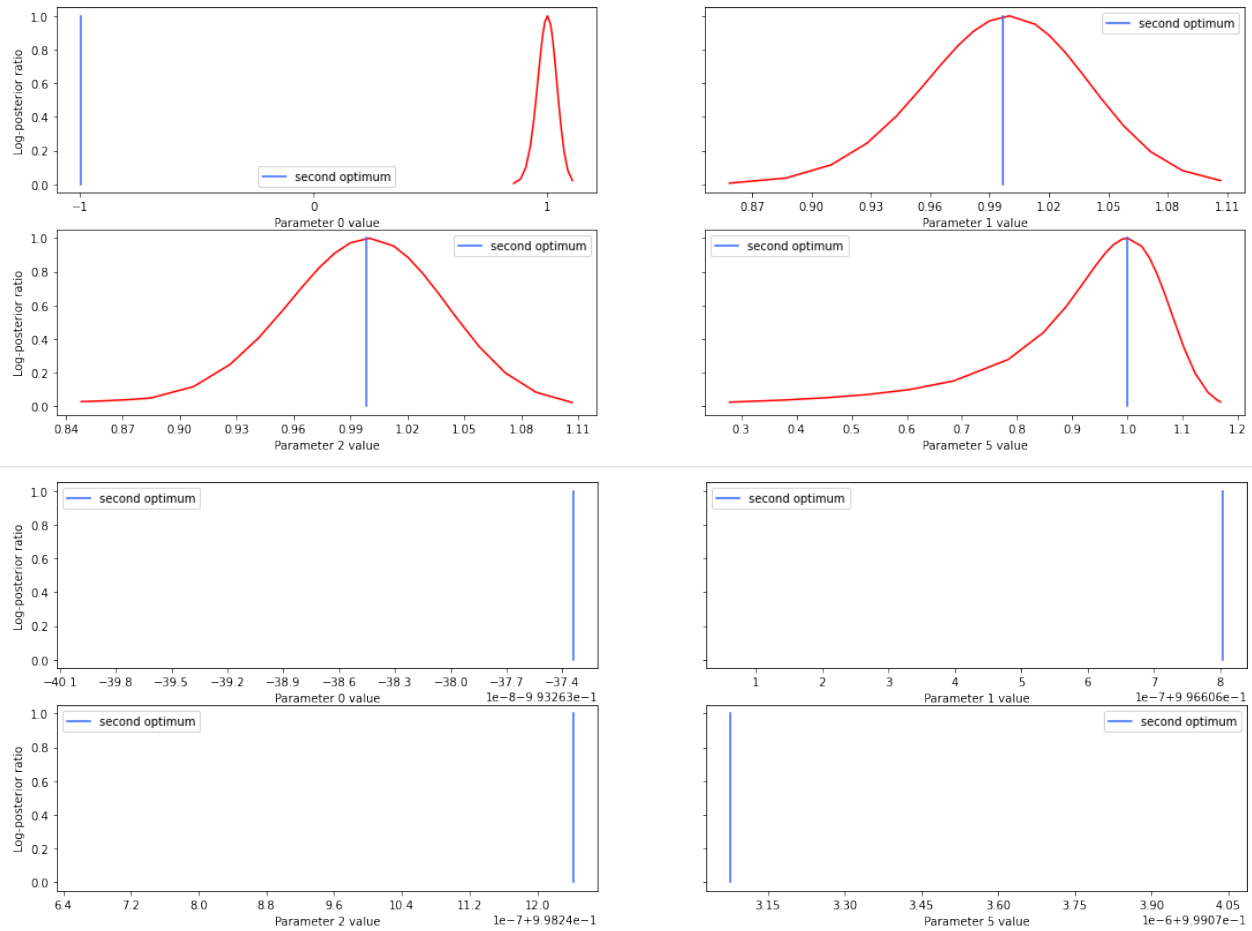 Log-posterior ratio
1.0
0.8
0.6
0.4
0.2
0.0
second optimum
−1 0 1
Parameter 0 value
second optimum
0.87 0.90 0.93 0.96 0.99 1.02 1.05 1.08 1.11
Parameter 1 value
Log-posterior ratio
1.0
0.8
0.6
0.4
0.2
0.0
second optimum
0.84 0.87 0.90 0.93 0.96 0.99 1.02 1.05 1.08 1.11
Parameter 2 value
second optimum
0.3 0.4 0.5 0.6 0.7 0.8 0.9 1.0 1.1 1.2
Parameter 5 value
Log-posterior ratio
1.0
0.8
0.6
0.4
0.2
0.0
second optimum
−40.1 −39.8 −39.5 −39.2 −38.9 −38.6 −38.3 −38.0 −37.7 −37.4
Parameter 0 value
1e−8−9.93263e−1
second optimum
1 2 3 4 5 6 7 8
Parameter 1 value
1e−7+9.96606e−1
Log-posterior ratio
1.0
0.8
0.6
0.4
0.2
0.0
second optimum
6.4 7.2 8.0 8.8 9.6 10.4 11.2 12.0
Parameter 2 value
1e−7+9.9824e−1
second optimum
3.15 3.30 3.45 3.60 3.75 3.90 4.05
Parameter 5 value
1e−6+9.9907e−1